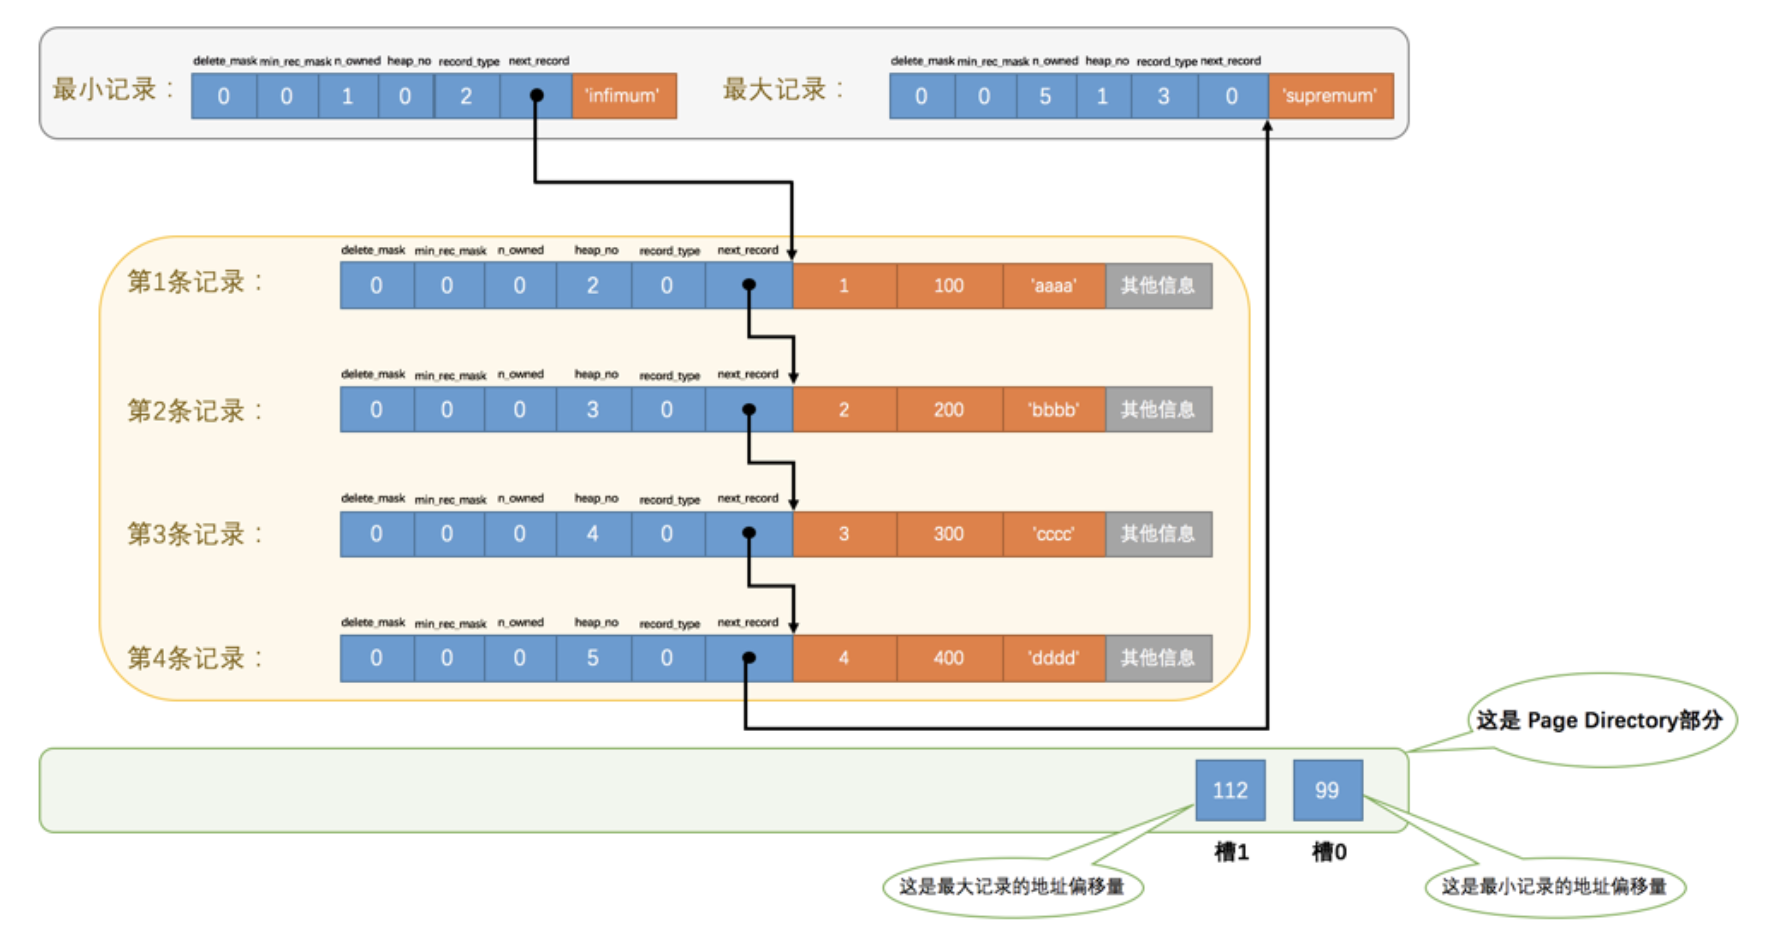 delete_mask min_rec_mask n_owned heap_no record_type next_record
最小记录： 0 0 1 0 2 'infimum'
delete_mask min_rec_mask n_owned heap_no record_type next_record
最大记录： 0 0 5 1 3 0 'supremum'
delete_mask min_rec_mask n_owned heap_no record_type next_record
第1条记录： 0 0 0 2 0 1 100 'aaaa' 其他信息
delete_mask min_rec_mask n_owned heap_no record_type next_record
第2条记录： 0 0 0 3 0 2 200 'bbbb' 其他信息
delete_mask min_rec_mask n_owned heap_no record_type next_record
第3条记录： 0 0 0 4 0 3 300 'cccc' 其他信息
delete_mask min_rec_mask n_owned heap_no record_type next_record
第4条记录： 0 0 0 5 0 4 400 'dddd' 其他信息
这是 Page Directory部分
112 99
槽1 槽0
这是最大记录的地址偏移量
这是最小记录的地址偏移量